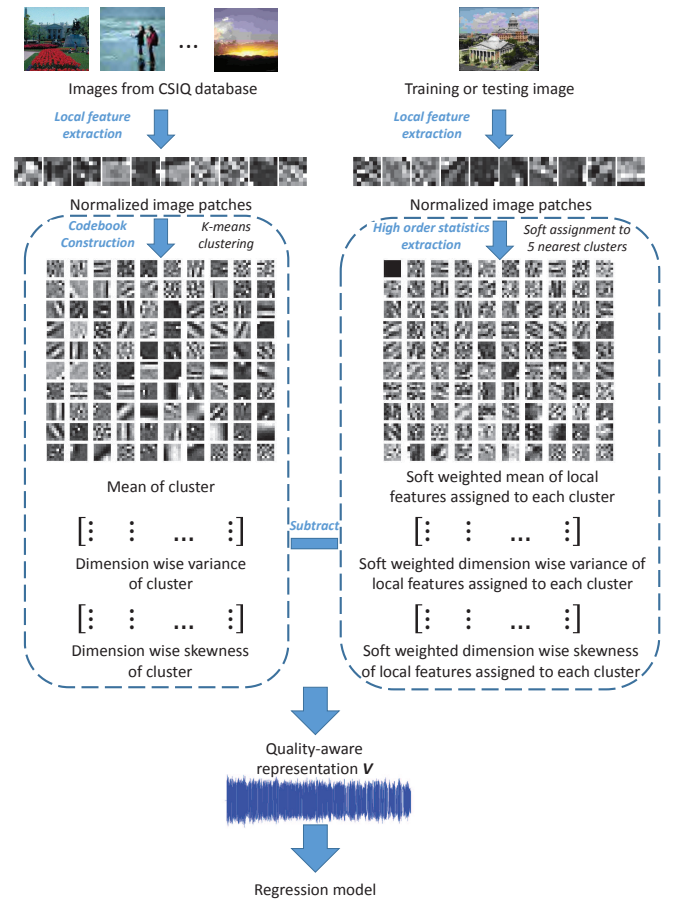 ...
Images from CSIQ database
Training or testing image
Local feature
extraction
Local feature
extraction
Normalized image patches
Normalized image patches
Codebook
Construction
K-means
clustering
High order statistics
extraction
Soft assignment to
5 nearest clusters
Mean of cluster
Soft weighted mean of local
features assigned to each cluster
[⋮ ⋮ ... ⋮]
Subtract
[⋮ ⋮ ... ⋮]
Dimension wise variance
of cluster
Soft weighted dimension wise variance of
local features assigned to each cluster
[⋮ ⋮ ... ⋮]
[⋮ ⋮ ... ⋮]
Dimension wise skewness
of cluster
Soft weighted dimension wise skewness
of local features assigned to each cluster
Quality-aware
representation V
Regression model